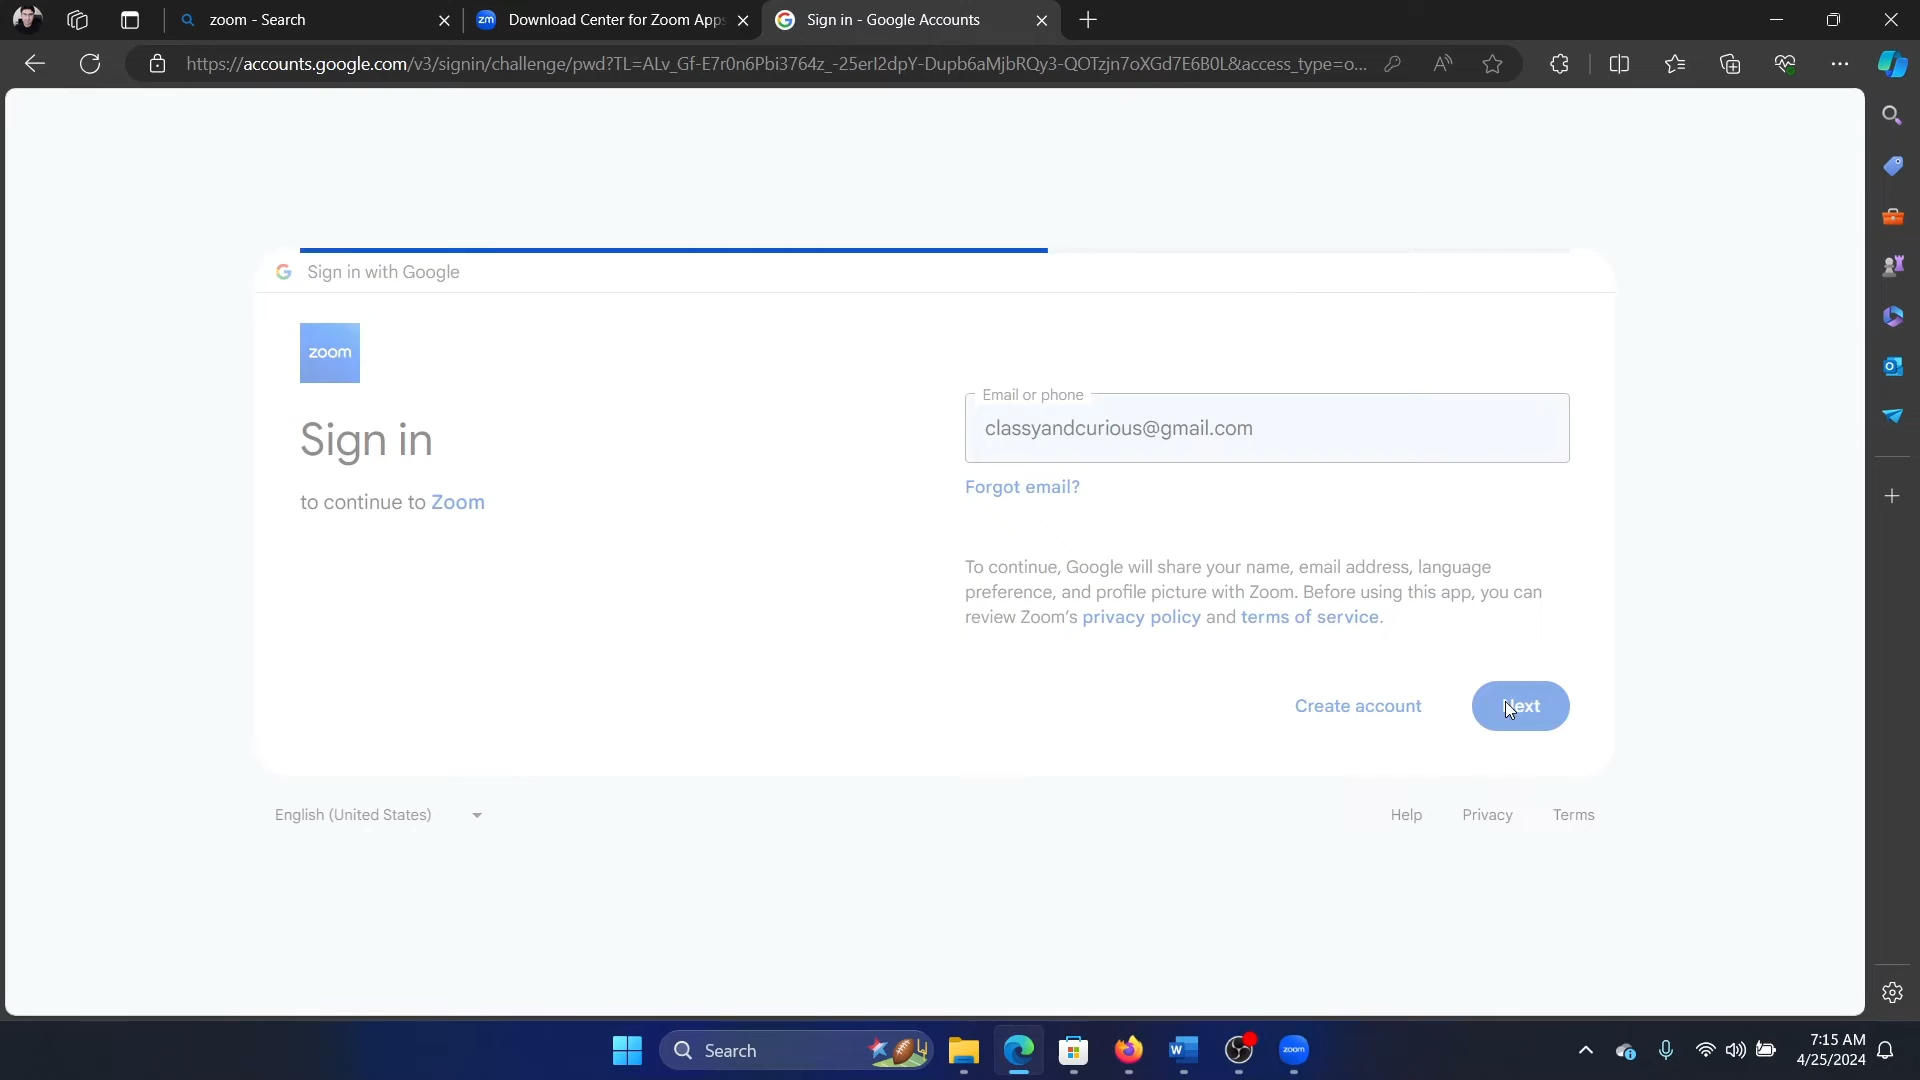 zoom - Search
Download Center for Zoom Apps
Sign in - Google Accounts
https://accounts.google.com/v3/signin/challenge/pwd?TL=ALv_Gf-E7r0n6Pbi3764z_-25erI2dpY-Dupb6aMjbRQy3-QOTzjn7oXGd7E6B0L&access_type=o...
Sign in with Google
zoom
Sign in
to continue to Zoom
Email or phone
classyandcurious@gmail.com
Forgot email?
To continue, Google will share your name, email address, language
preference, and profile picture with Zoom. Before using this app, you can
review Zoom's privacy policy and terms of service.
Create account
Next
English (United States)
Help
Privacy
Terms
Search
zoom
7:15 AM
4/25/2024